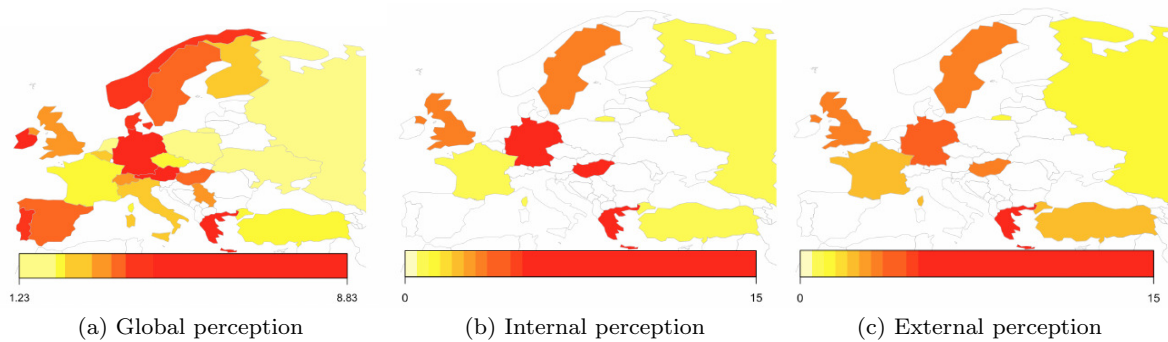 1.23 8.83
0 15
0 15
(a) Global perception
(b) Internal perception
(c) External perception